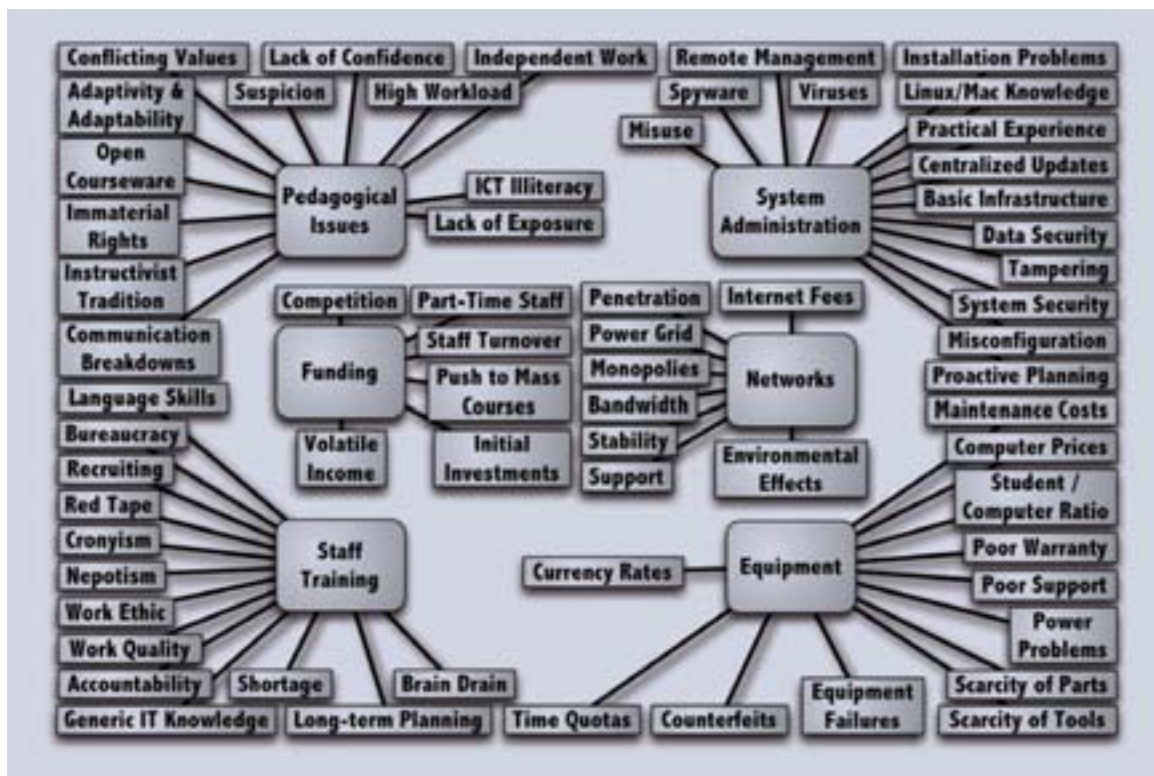 Conflicting Values
Lack of Confidence
Independent Work
Remote Management
Installation Problems
Adaptivity &
Adaptability
Suspicion
High Workload
Spyware
Viruses
Linux/Mac Knowledge
Misuse
Practical Experience
Open
Courseware
Centralized Updates
Pedagogical
Issues
ICT Illiteracy
System
Administration
Basic Infrastructure
Immaterial
Rights
Lack of Exposure
Data Security
Instructivist
Tradition
Tampering
Competition
Part-Time Staff
Penetration
Internet Fees
System Security
Communication
Breakdowns
Staff Turnover
Power Grid
Misconfiguration
Funding
Push to Mass
Courses
Monopolies
Networks
Proactive Planning
Language Skills
Bandwidth
Maintenance Costs
Bureaucracy
Volatile
Income
Initial
Investments
Stability
Support
Environmental
Effects
Computer Prices
Recruiting
Student /
Computer Ratio
Red Tape
Cronyism
Staff
Training
Currency Rates
Equipment
Poor Warranty
Nepotism
Poor Support
Work Ethic
Power
Problems
Work Quality
Accountability
Shortage
Brain Drain
Equipment
Failures
Scarcity of Parts
Generic IT Knowledge
Long-term Planning
Time Quotas
Counterfeits
Scarcity of Tools